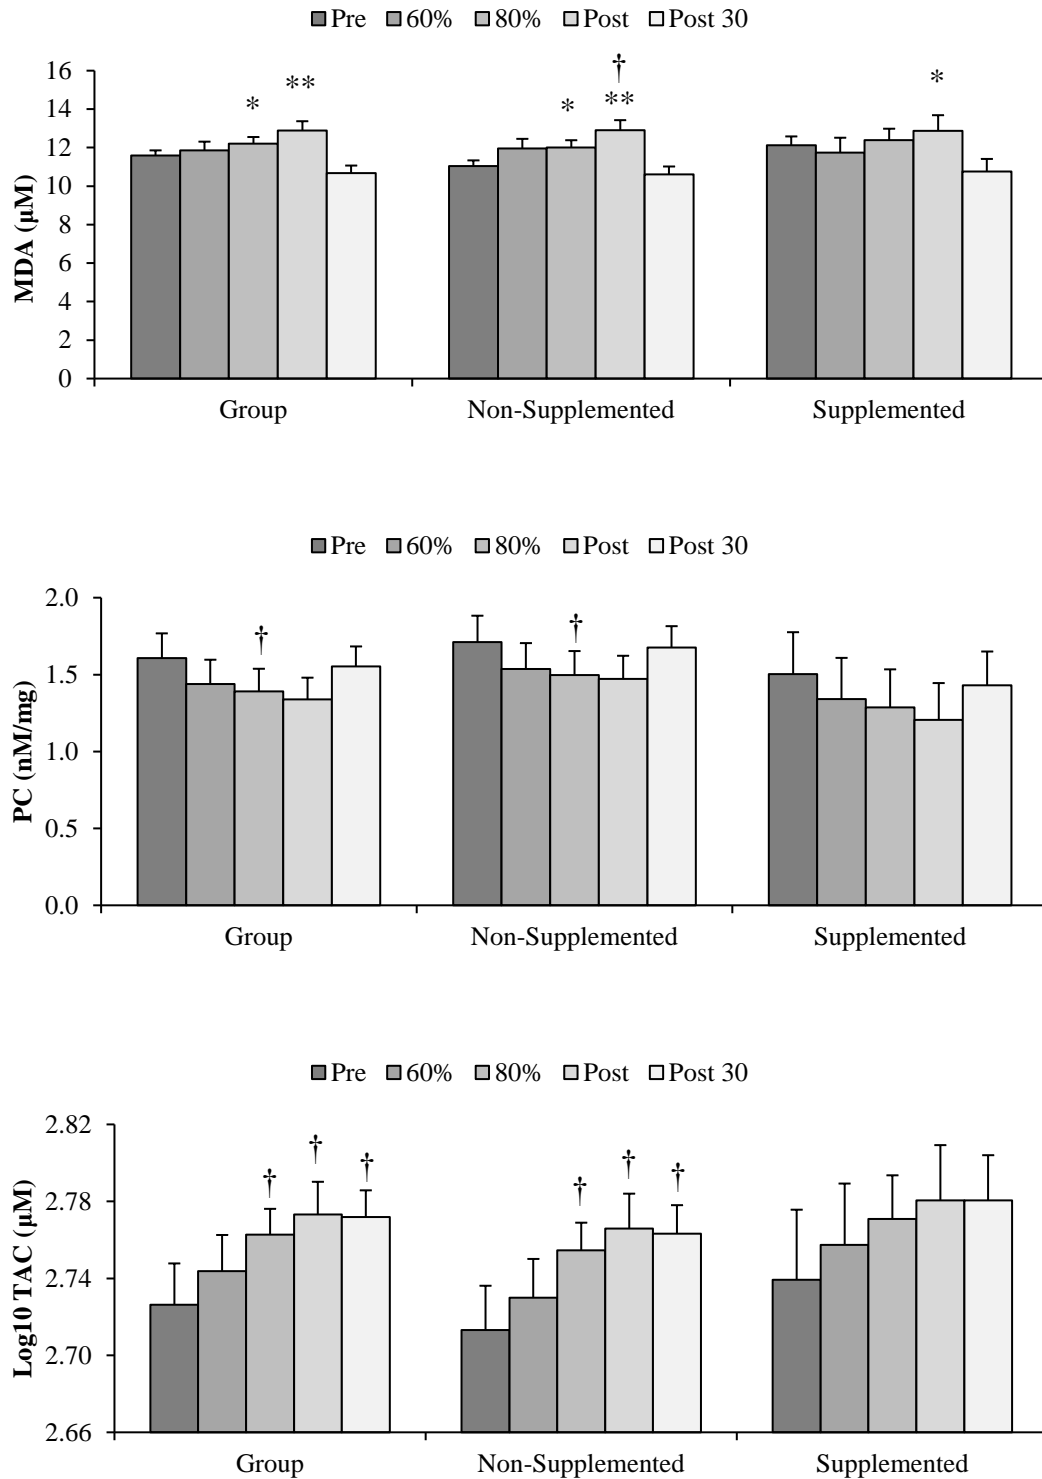 Pre 60% 80% Post Post 30
16
14
12
10
8
6
4
2
0
MDA (µM)
* ** * † ** *
Group Non-Supplemented Supplemented
Pre 60% 80% Post Post 30
2.0
1.5
1.0
0.5
0.0
PC (nM/mg)
† †
Group Non-Supplemented Supplemented
Pre 60% 80% Post Post 30
2.82
2.78
2.74
2.70
2.66
Log10 TAC (µM)
† † † † † †
Group Non-Supplemented Supplemented